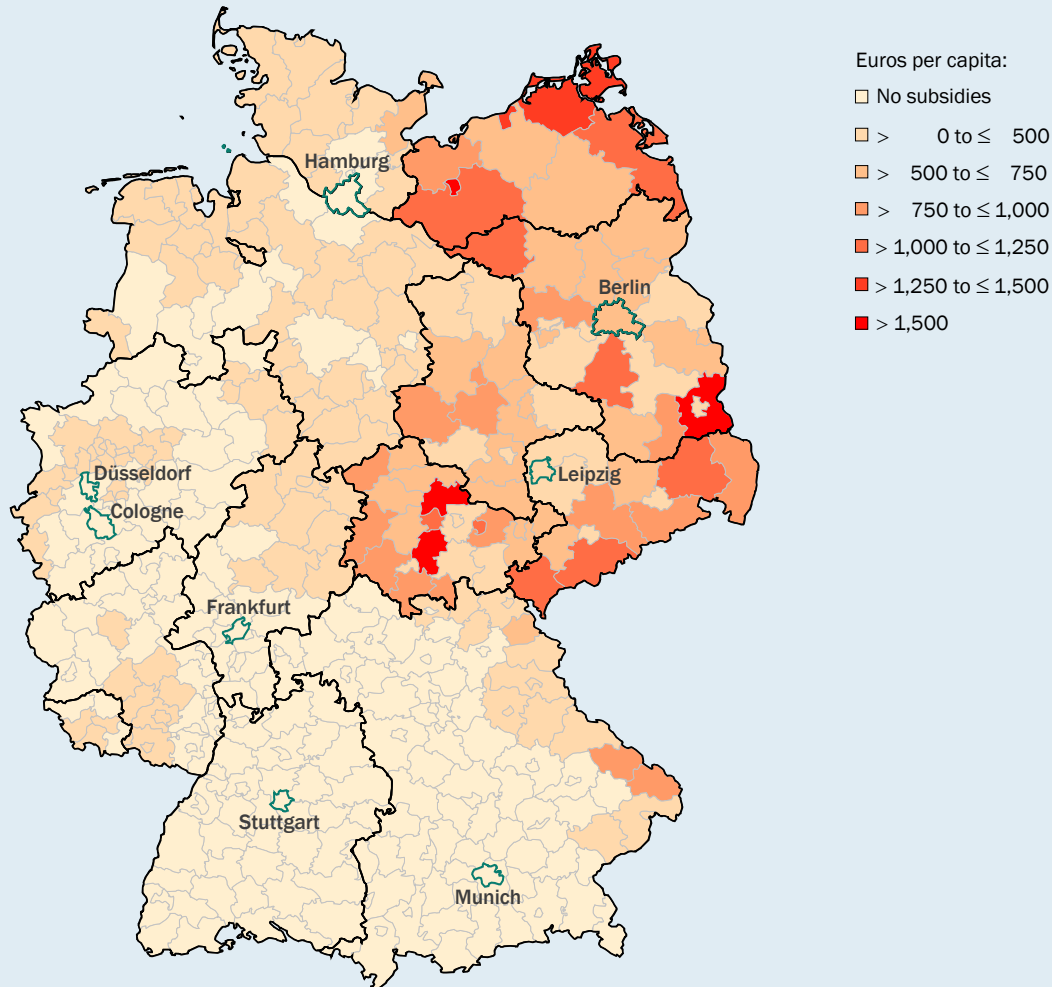 Euros per capita:
No subsidies
> 0 to ≤ 500
> 500 to ≤ 750
> 750 to ≤ 1,000
> 1,000 to ≤ 1,250
> 1,250 to ≤ 1,500
> 1,500
Hamburg
Berlin
Düsseldorf
Leipzig
Cologne
Frankfurt
Stuttgart
Munich